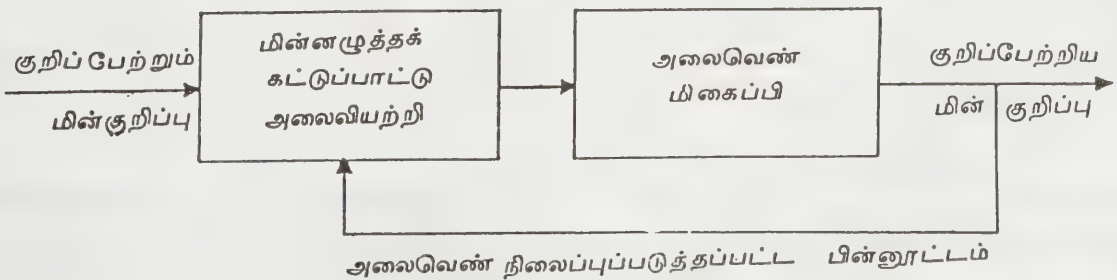 குறிப்பேற்றும்
மின்குறிப்பு
மின்னழுத்தக்
கட்டுப்பாட்டு
அலைவியற்றி
அலைவெண்
மிகைப்பி
குறிப்பேற்றிய
மின் குறிப்பு
அலைவெண் நிலைப்புப்படுத்தப்பட்ட பின்னூட்டம்